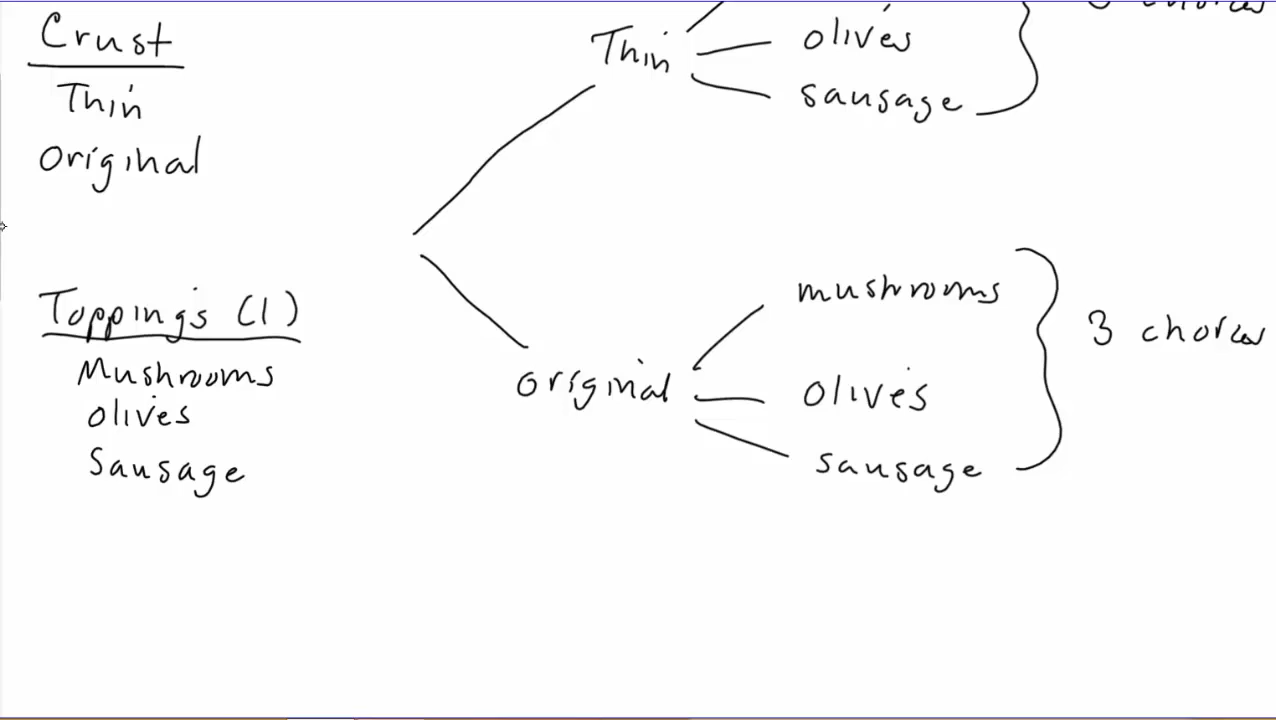 Crust
Thin
Original
Toppings (1)
Mushrooms
olives
Sausage
Thin
olives
sausage
original
mushrooms
olives
sausage
3 choices